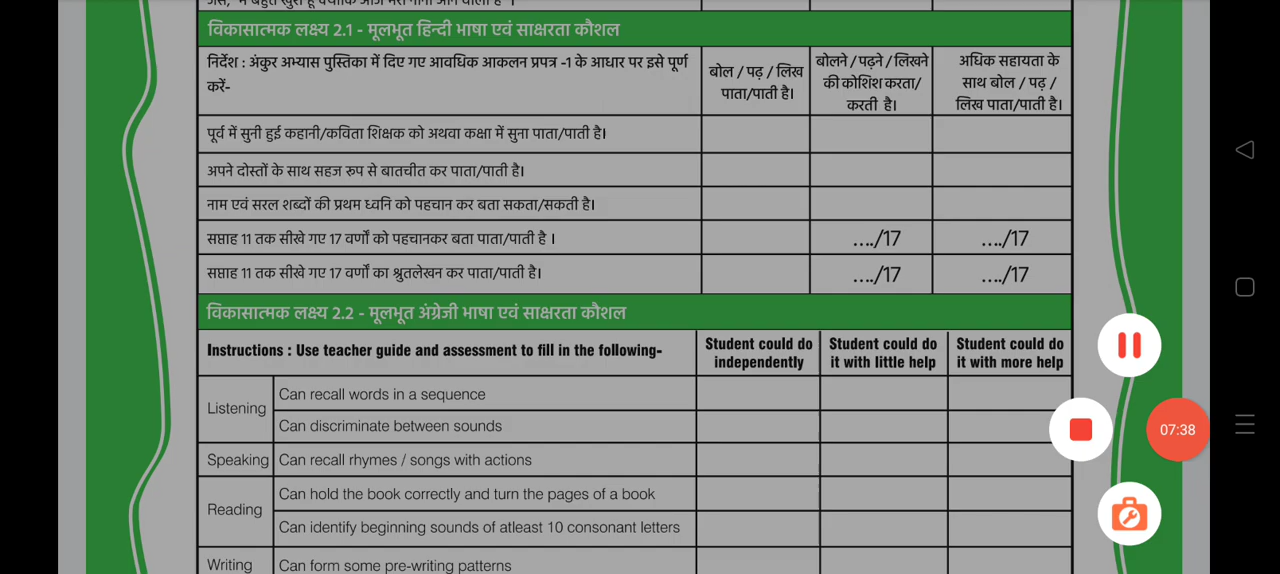 विकासात्मक लक्ष्य 2.1 - मूलभूत हिन्दी भाषा एवं साक्षरता कौशल
निर्देश : अंकुर अभ्यास पुस्तिका में दिए गए आवधिक आकलन प्रपत्र -1 के आधार पर इसे पूर्ण
करें-
बोल / पढ़ / लिख
पाता/पाती है।
बोलने / पढ़ने / लिखने
की कोशिश करता/
करती है।
अधिक सहायता के
साथ बोल / पढ़ /
लिख पाता/पाती है।
पूर्व में सुनी हुई कहानी/कविता शिक्षक को अथवा कक्षा में सुना पाता/पाती है।
अपने दोस्तों के साथ सहज रूप से बातचीत कर पाता/पाती है।
नाम एवं सरल शब्दों की प्रथम ध्वनि को पहचान कर बता सकता/सकती है।
सप्ताह 11 तक सीखे गए 17 वर्णों को पहचानकर बता पाता/पाती है ।
..../17
..../17
सप्ताह 11 तक सीखे गए 17 वर्णों का श्रुतलेखन कर पाता/पाती है।
..../17
..../17
विकासात्मक लक्ष्य 2.2 - मूलभूत अंग्रेजी भाषा एवं साक्षरता कौशल
Instructions : Use teacher guide and assessment to fill in the following-
Student could do
independently
Student could do
it with little help
Student could do
it with more help
Listening
Can recall words in a sequence
Can discriminate between sounds
Speaking
Can recall rhymes / songs with actions
Reading
Can hold the book correctly and turn the pages of a book
Can identify beginning sounds of atleast 10 consonant letters
Writing
Can form some pre-writing patterns
07:38